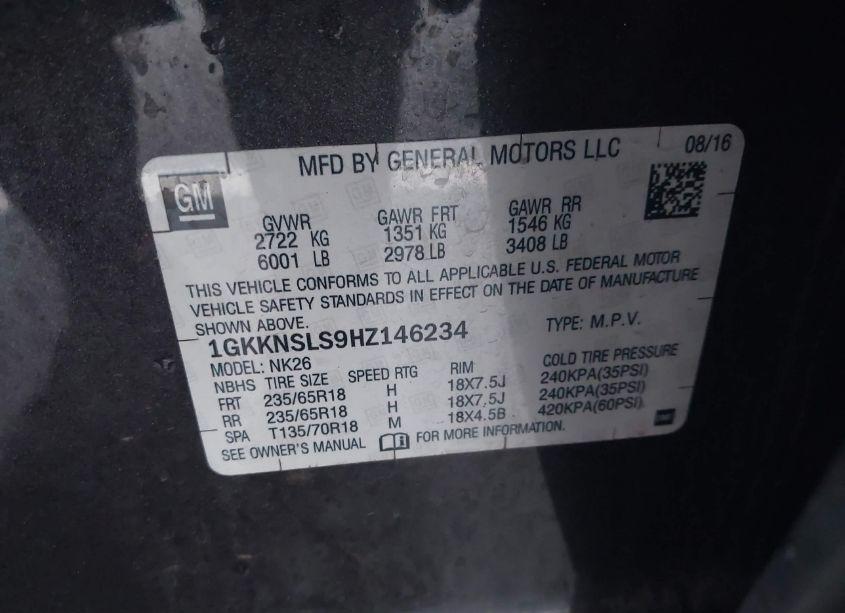 MFD BY GENERAL MOTORS LLC 08/16
GM
GVWR GAWR FRT GAWR RR
2722 KG 1351 KG 1546 KG
6001 LB 2978 LB 3408 LB
THIS VEHICLE CONFORMS TO ALL APPLICABLE U.S. FEDERAL MOTOR
VEHICLE SAFETY STANDARDS IN EFFECT ON THE DATE OF MANUFACTURE
SHOWN ABOVE.
1GKKNSLS9HZ146234 TYPE: M.P.V.
MODEL: NK26
NBHS TIRE SIZE SPEED RTG RIM COLD TIRE PRESSURE
FRT 235/65R18 H 18X7.5J 240KPA(35PSI)
RR 235/65R18 H 18X7.5J 240KPA(35PSI)
SPA T135/70R18 M 18X4.5B 420KPA(60PSI)
SEE OWNER'S MANUAL FOR MORE INFORMATION.